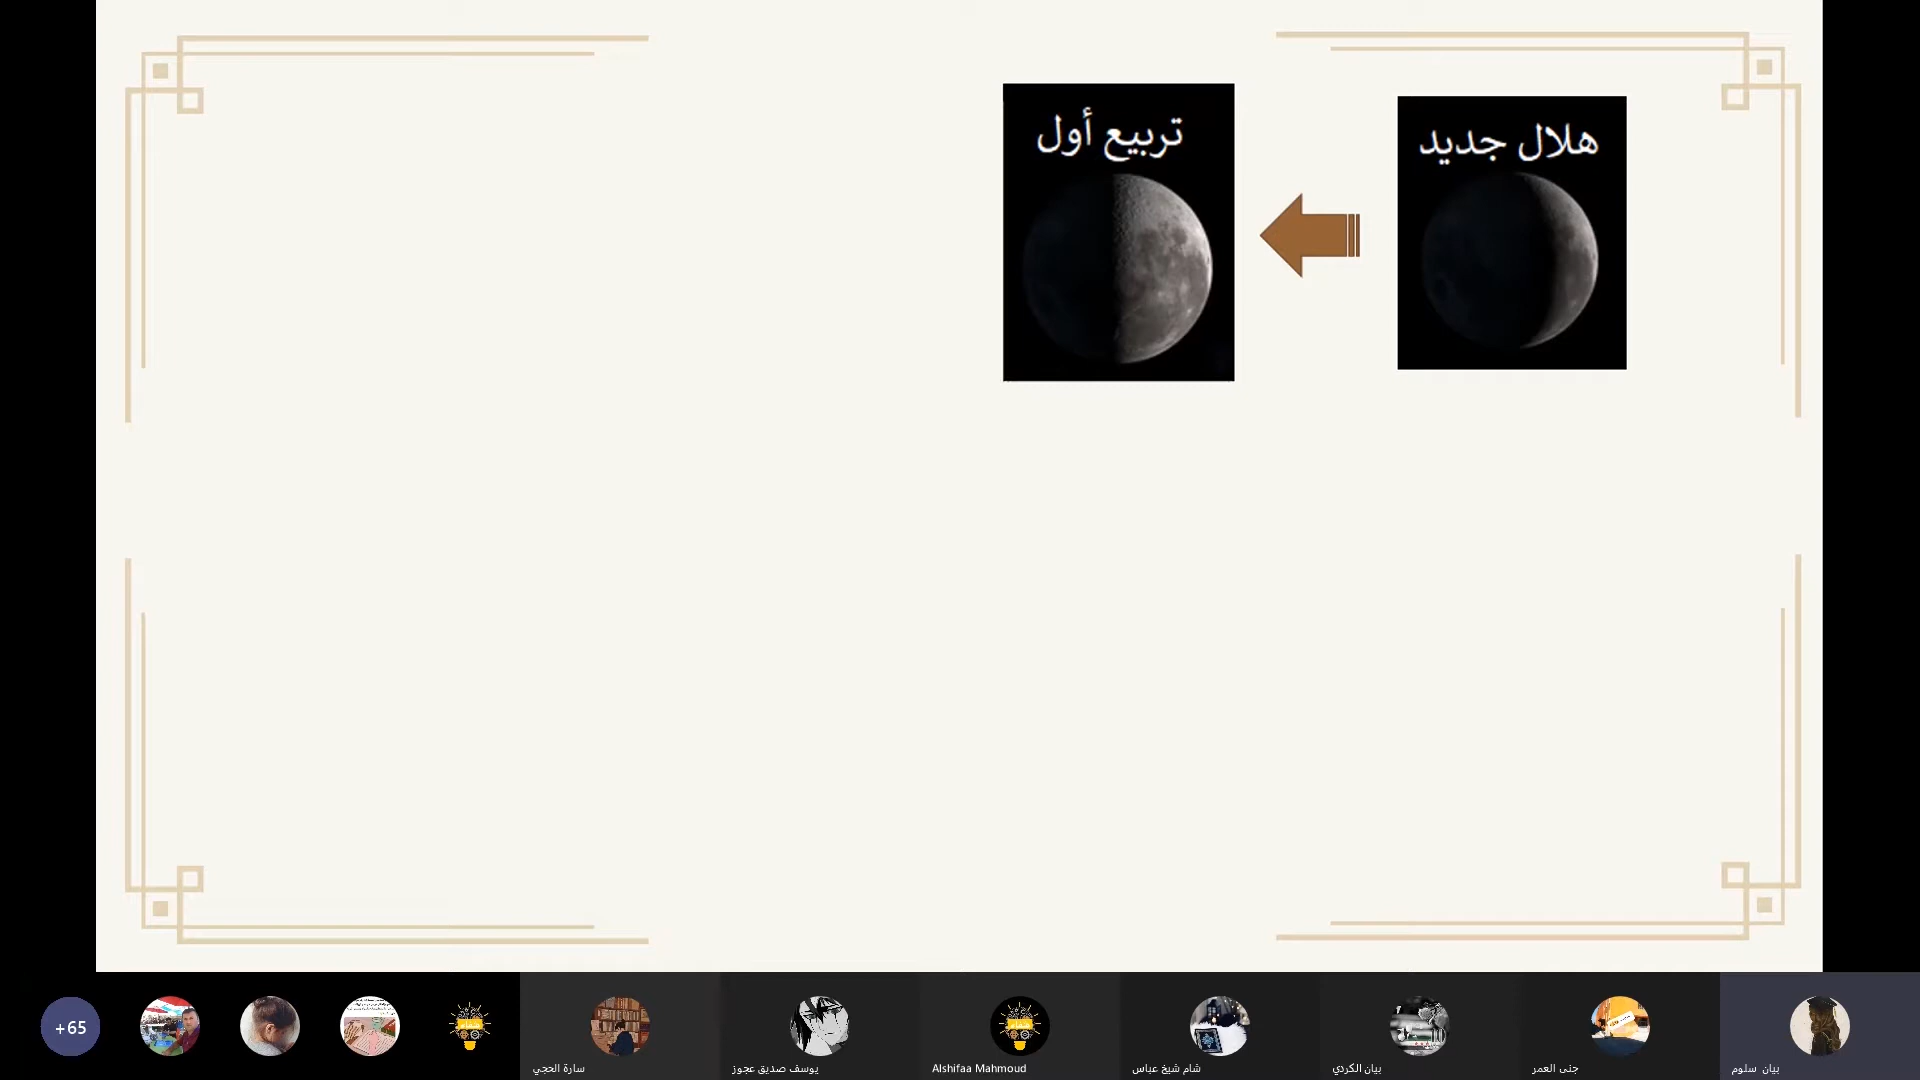 هلال جديد
تربيع أول
+65
سارة الحجي
يوسف صديق عجوز
Alshifaa Mahmoud
شام شيخ عباس
بيان الكردي
جنى العمر
بيان سلوم